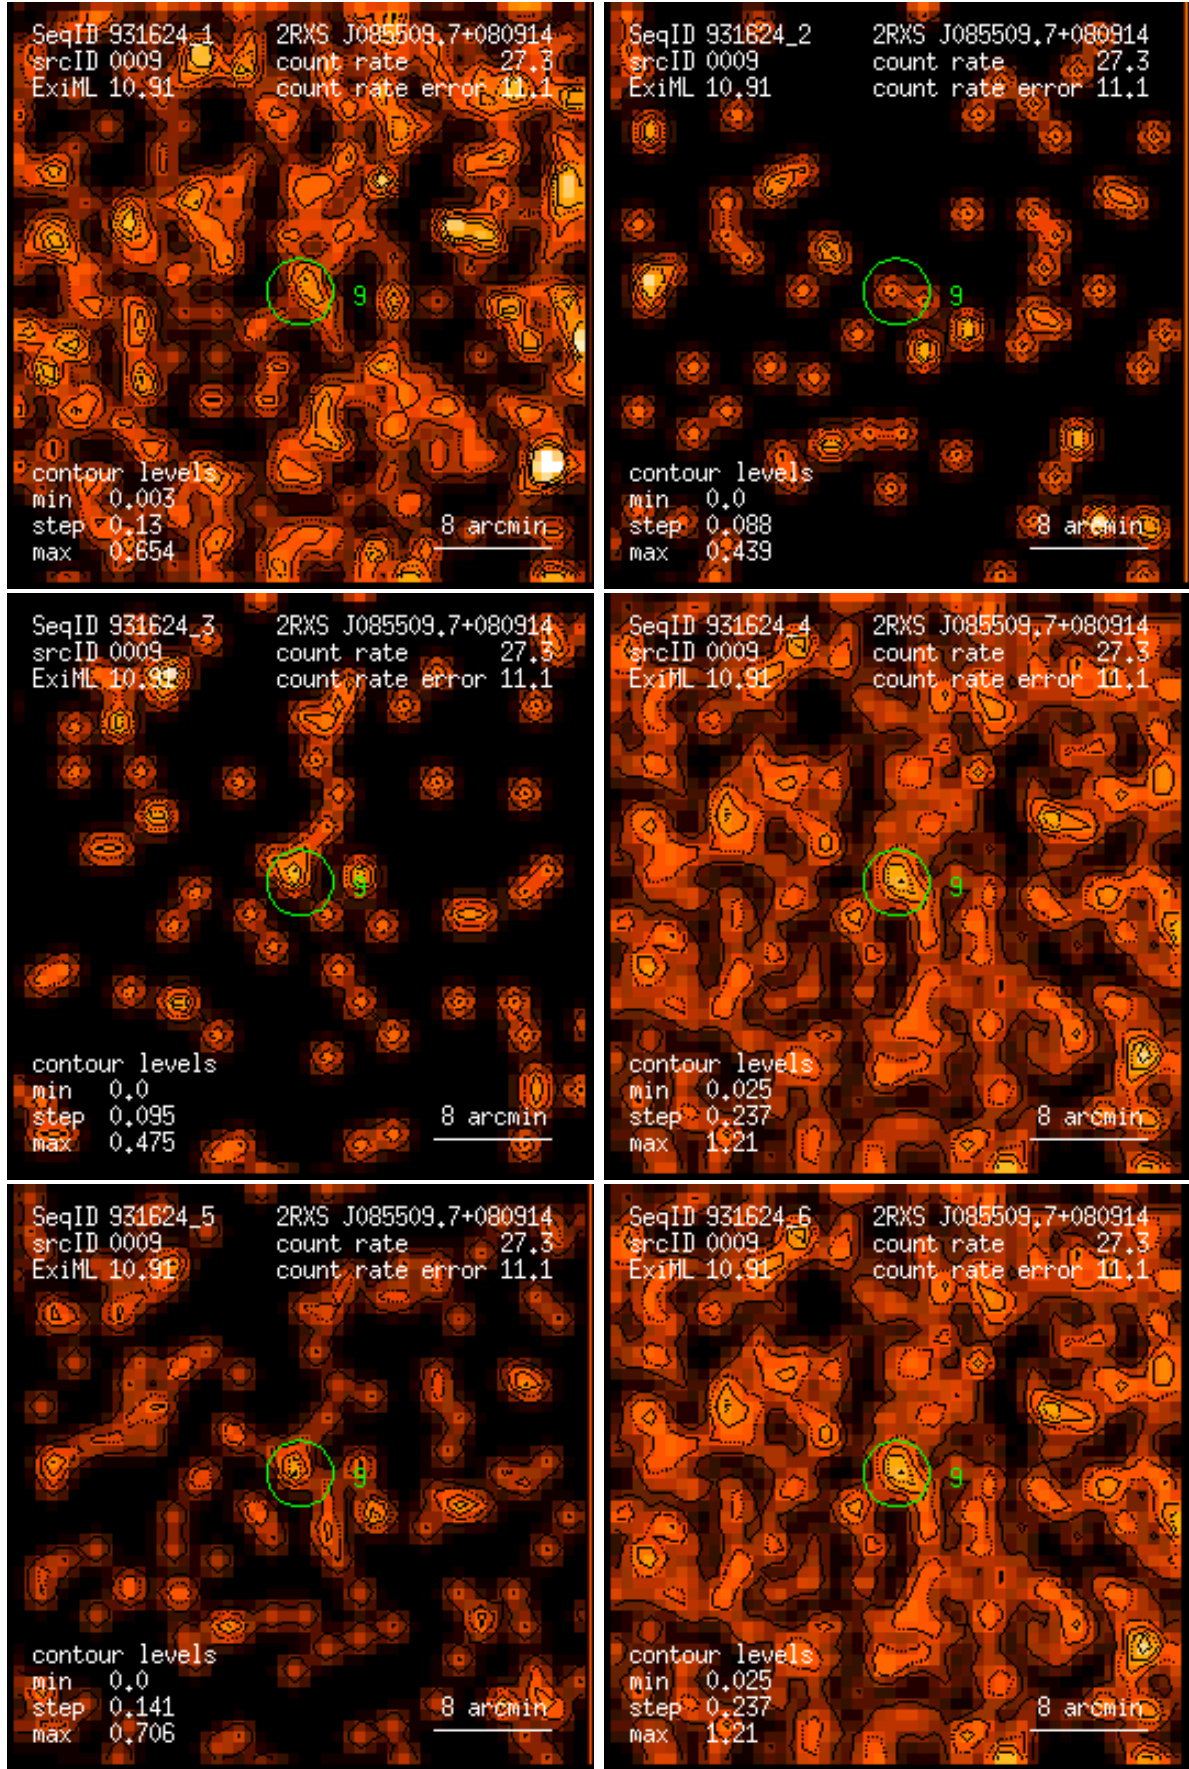 SeqID 931624_1 2RXS J085509.7+080914
srcID 0009 count rate 27.3
ExiML 10.91 count rate error 11.1
9
contour levels
min 0.003
step 0.13
max 0.654
8 arcmin
SeqID 931624_2 2RXS J085509.7+080914
srcID 0009 count rate 27.3
ExiML 10.91 count rate error 11.1
9
contour levels
min 0.0
step 0.088
max 0.439
8 arcmin
SeqID 931624_3 2RXS J085509.7+080914
srcID 0009 count rate 27.3
ExiML 10.91 count rate error 11.1
9
contour levels
min 0.0
step 0.095
max 0.475
8 arcmin
SeqID 931624_4 2RXS J085509.7+080914
srcID 0009 count rate 27.3
ExiML 10.91 count rate error 11.1
9
contour levels
min 0.025
step 0.237
max 1.21
8 arcmin
SeqID 931624_5 2RXS J085509.7+080914
srcID 0009 count rate 27.3
ExiML 10.91 count rate error 11.1
9
contour levels
min 0.0
step 0.141
max 0.706
8 arcmin
SeqID 931624_6 2RXS J085509.7+080914
srcID 0009 count rate 27.3
ExiML 10.91 count rate error 11.1
9
contour levels
min 0.025
step 0.237
max 1.21
8 arcmin